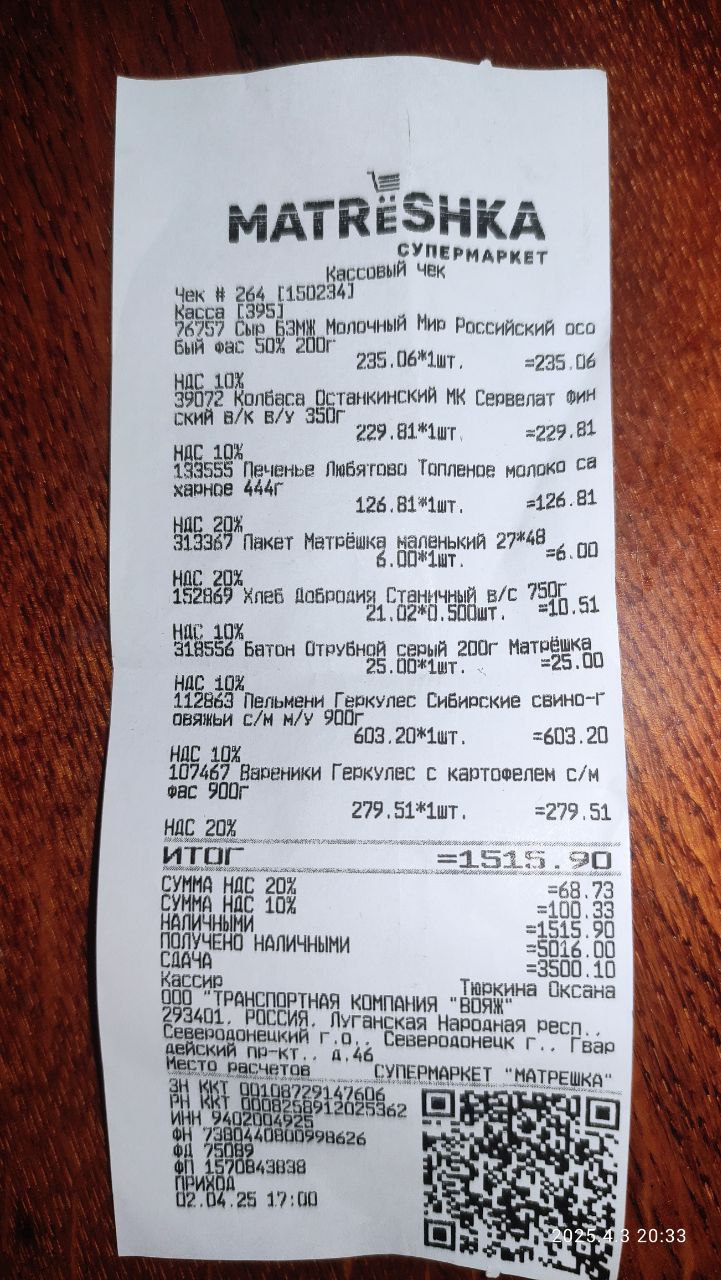 MATRЁSHKA
СУПЕРМАРКЕТ
Кассовый чек
Чек # 264 [150234]
Касса [395]
76757 Сыр БЗМЖ Молочный Мир Российский осо
бый фас 50% 200г
235.06*1шт. =235.06
НДС 10%
39072 Колбаса Останкинский МК Сервелат Фин
ский в/к в/у 350г
229.81*1шт. =229.81
НДС 10%
133555 Печенье Любятово Топленое молоко са
харное 444г
126.81*1шт. =126.81
НДС 20%
313367 Пакет Матрёшка маленький 27*48
6.00*1шт. =6.00
НДС 20%
152869 Хлеб Добродия Станичный в/с 750г
21.02*0.500шт. =10.51
НДС 10%
318556 Батон Отрубной серый 200г Матрёшка
25.00*1шт. =25.00
НДС 10%
112863 Пельмени Геркулес Сибирские свино-г
овяжьи с/м м/у 900г
603.20*1шт. =603.20
НДС 10%
107467 Вареники Геркулес с картофелем с/м
фас 900г
279.51*1шт. =279.51
НДС 20%
ИТОГ =1515.90
СУММА НДС 20% =68.73
СУММА НДС 10% =100.33
НАЛИЧНЫМИ =1515.90
ПОЛУЧЕНО НАЛИЧНЫМИ =5016.00
СДАЧА =3500.10
Кассир Тюркина Оксана
ООО "ТРАНСПОРТНАЯ КОМПАНИЯ "ВОЯЖ"
293401, РОССИЯ, Луганская Народная респ.,
Северодонецкий г.о., Северодонецк г., Гвар
дейский пр-кт., д.46
Место расчетов СУПЕРМАРКЕТ "МАТРЕШКА"
ЗН ККТ 00108729147606
РН ККТ 0008258912025362
ИНН 9402004925
ФН 7380440800998626
ФД 75089
ФП 1570843838
ПРИХОД
02.04.25 17:00
2025.4.3 20:33